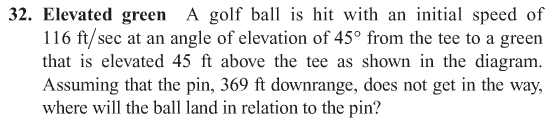 32. Elevated green A golf ball is hit with an initial speed of
116 ft/sec at an angle of elevation of 45° from the tee to a green
that is elevated 45 ft above the tee as shown in the diagram.
Assuming that the pin, 369 ft downrange, does not get in the way,
where will the ball land in relation to the pin?